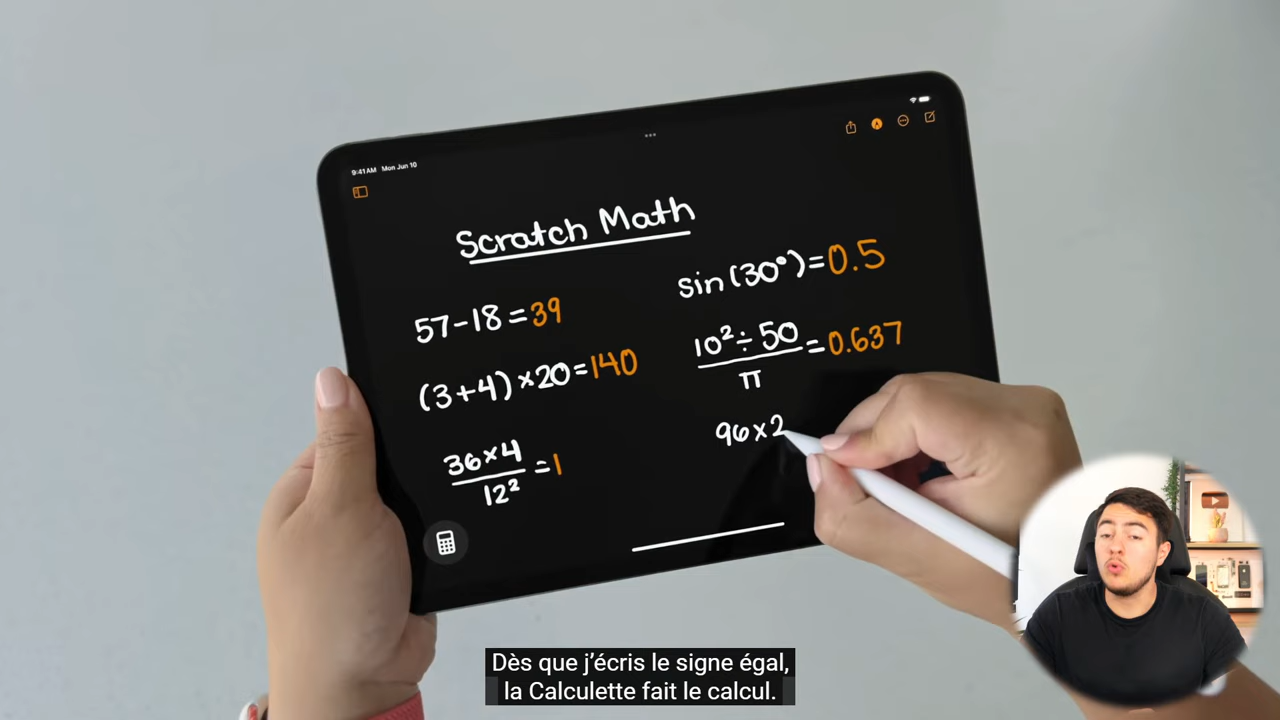 9:41 AM Mon Jun 10
Scratch Math
57-18=39
(3+4)×20=140
36×4
12²
=1
sin(30°)=0.5
10²÷50
π
=0.637
96×2
Dès que j’écris le signe égal,
la Calculette fait le calcul.